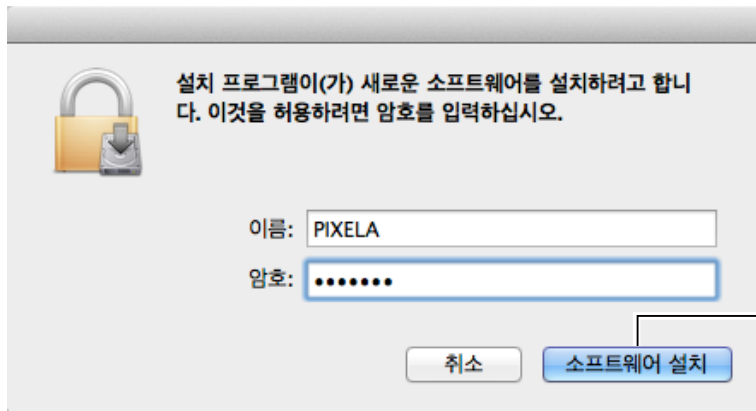 설치 프로그램이(가) 새로운 소프트웨어를 설치하려고 합니
다. 이것을 허용하려면 암호를 입력하십시오.
이름: PIXELA
암호: •••••••
취소 소프트웨어 설치